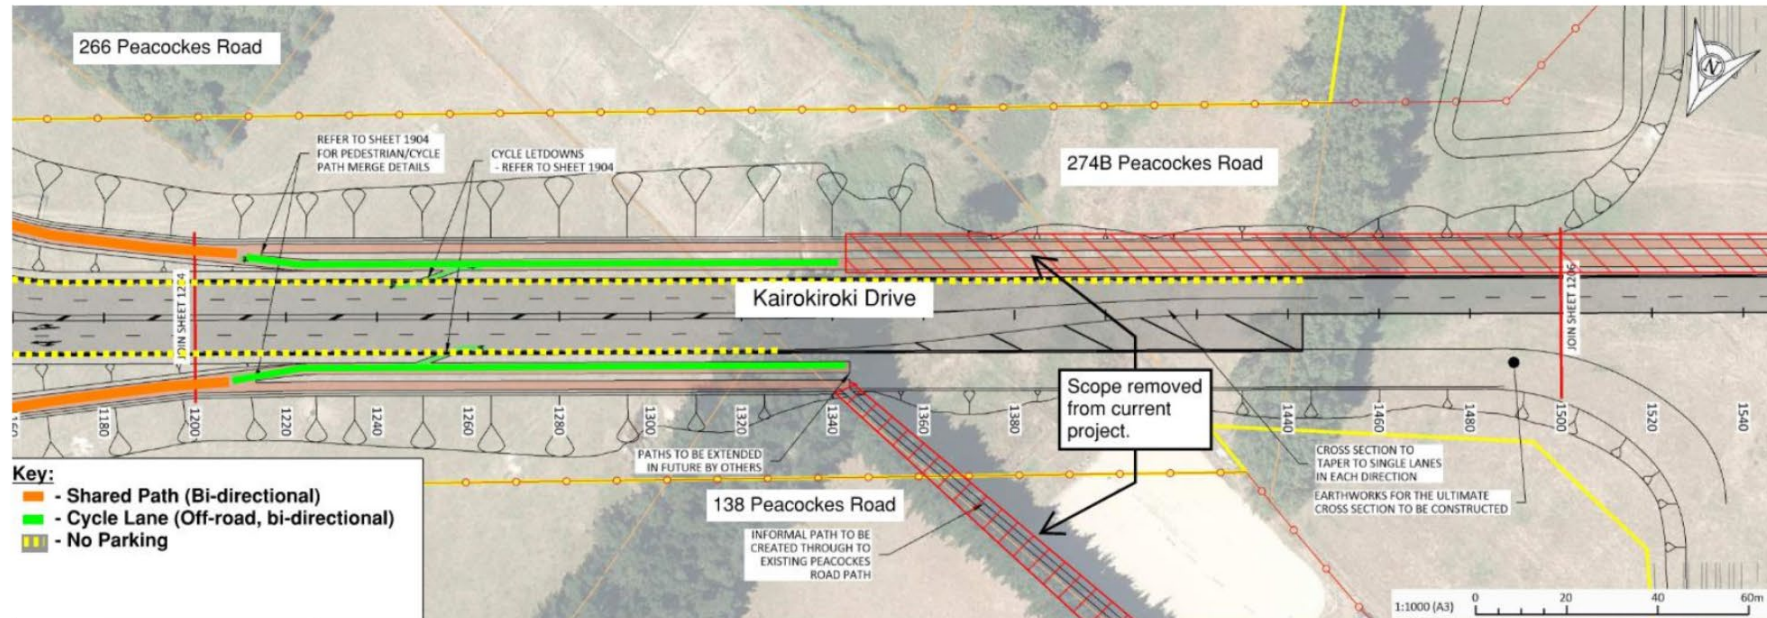 266 Peacockes Road
REFER TO SHEET 1904
FOR PEDESTRIAN/CYCLE
PATH MERGE DETAILS
CYCLE LETDOWNS
- REFER TO SHEET 1904
274B Peacockes Road
N
JOIN SHEET 1204
Kairokiroki Drive
JOIN SHEET 1206
Scope removed
from current
project.
1160
1180
1200
1220
1240
1260
1280
1300
1320
1340
1360
1380
1440
1460
1480
1500
1520
1540
PATHS TO BE EXTENDED
IN FUTURE BY OTHERS
CROSS SECTION TO
TAPER TO SINGLE LANES
IN EACH DIRECTION
EARTHWORKS FOR THE ULTIMATE
CROSS SECTION TO BE CONSTRUCTED
138 Peacockes Road
INFORMAL PATH TO BE
CREATED THROUGH TO
EXISTING PEACOCKES
ROAD PATH
Key:
- Shared Path (Bi-directional)
- Cycle Lane (Off-road, bi-directional)
- No Parking
1:1000 (A3)
0 20 40 60m